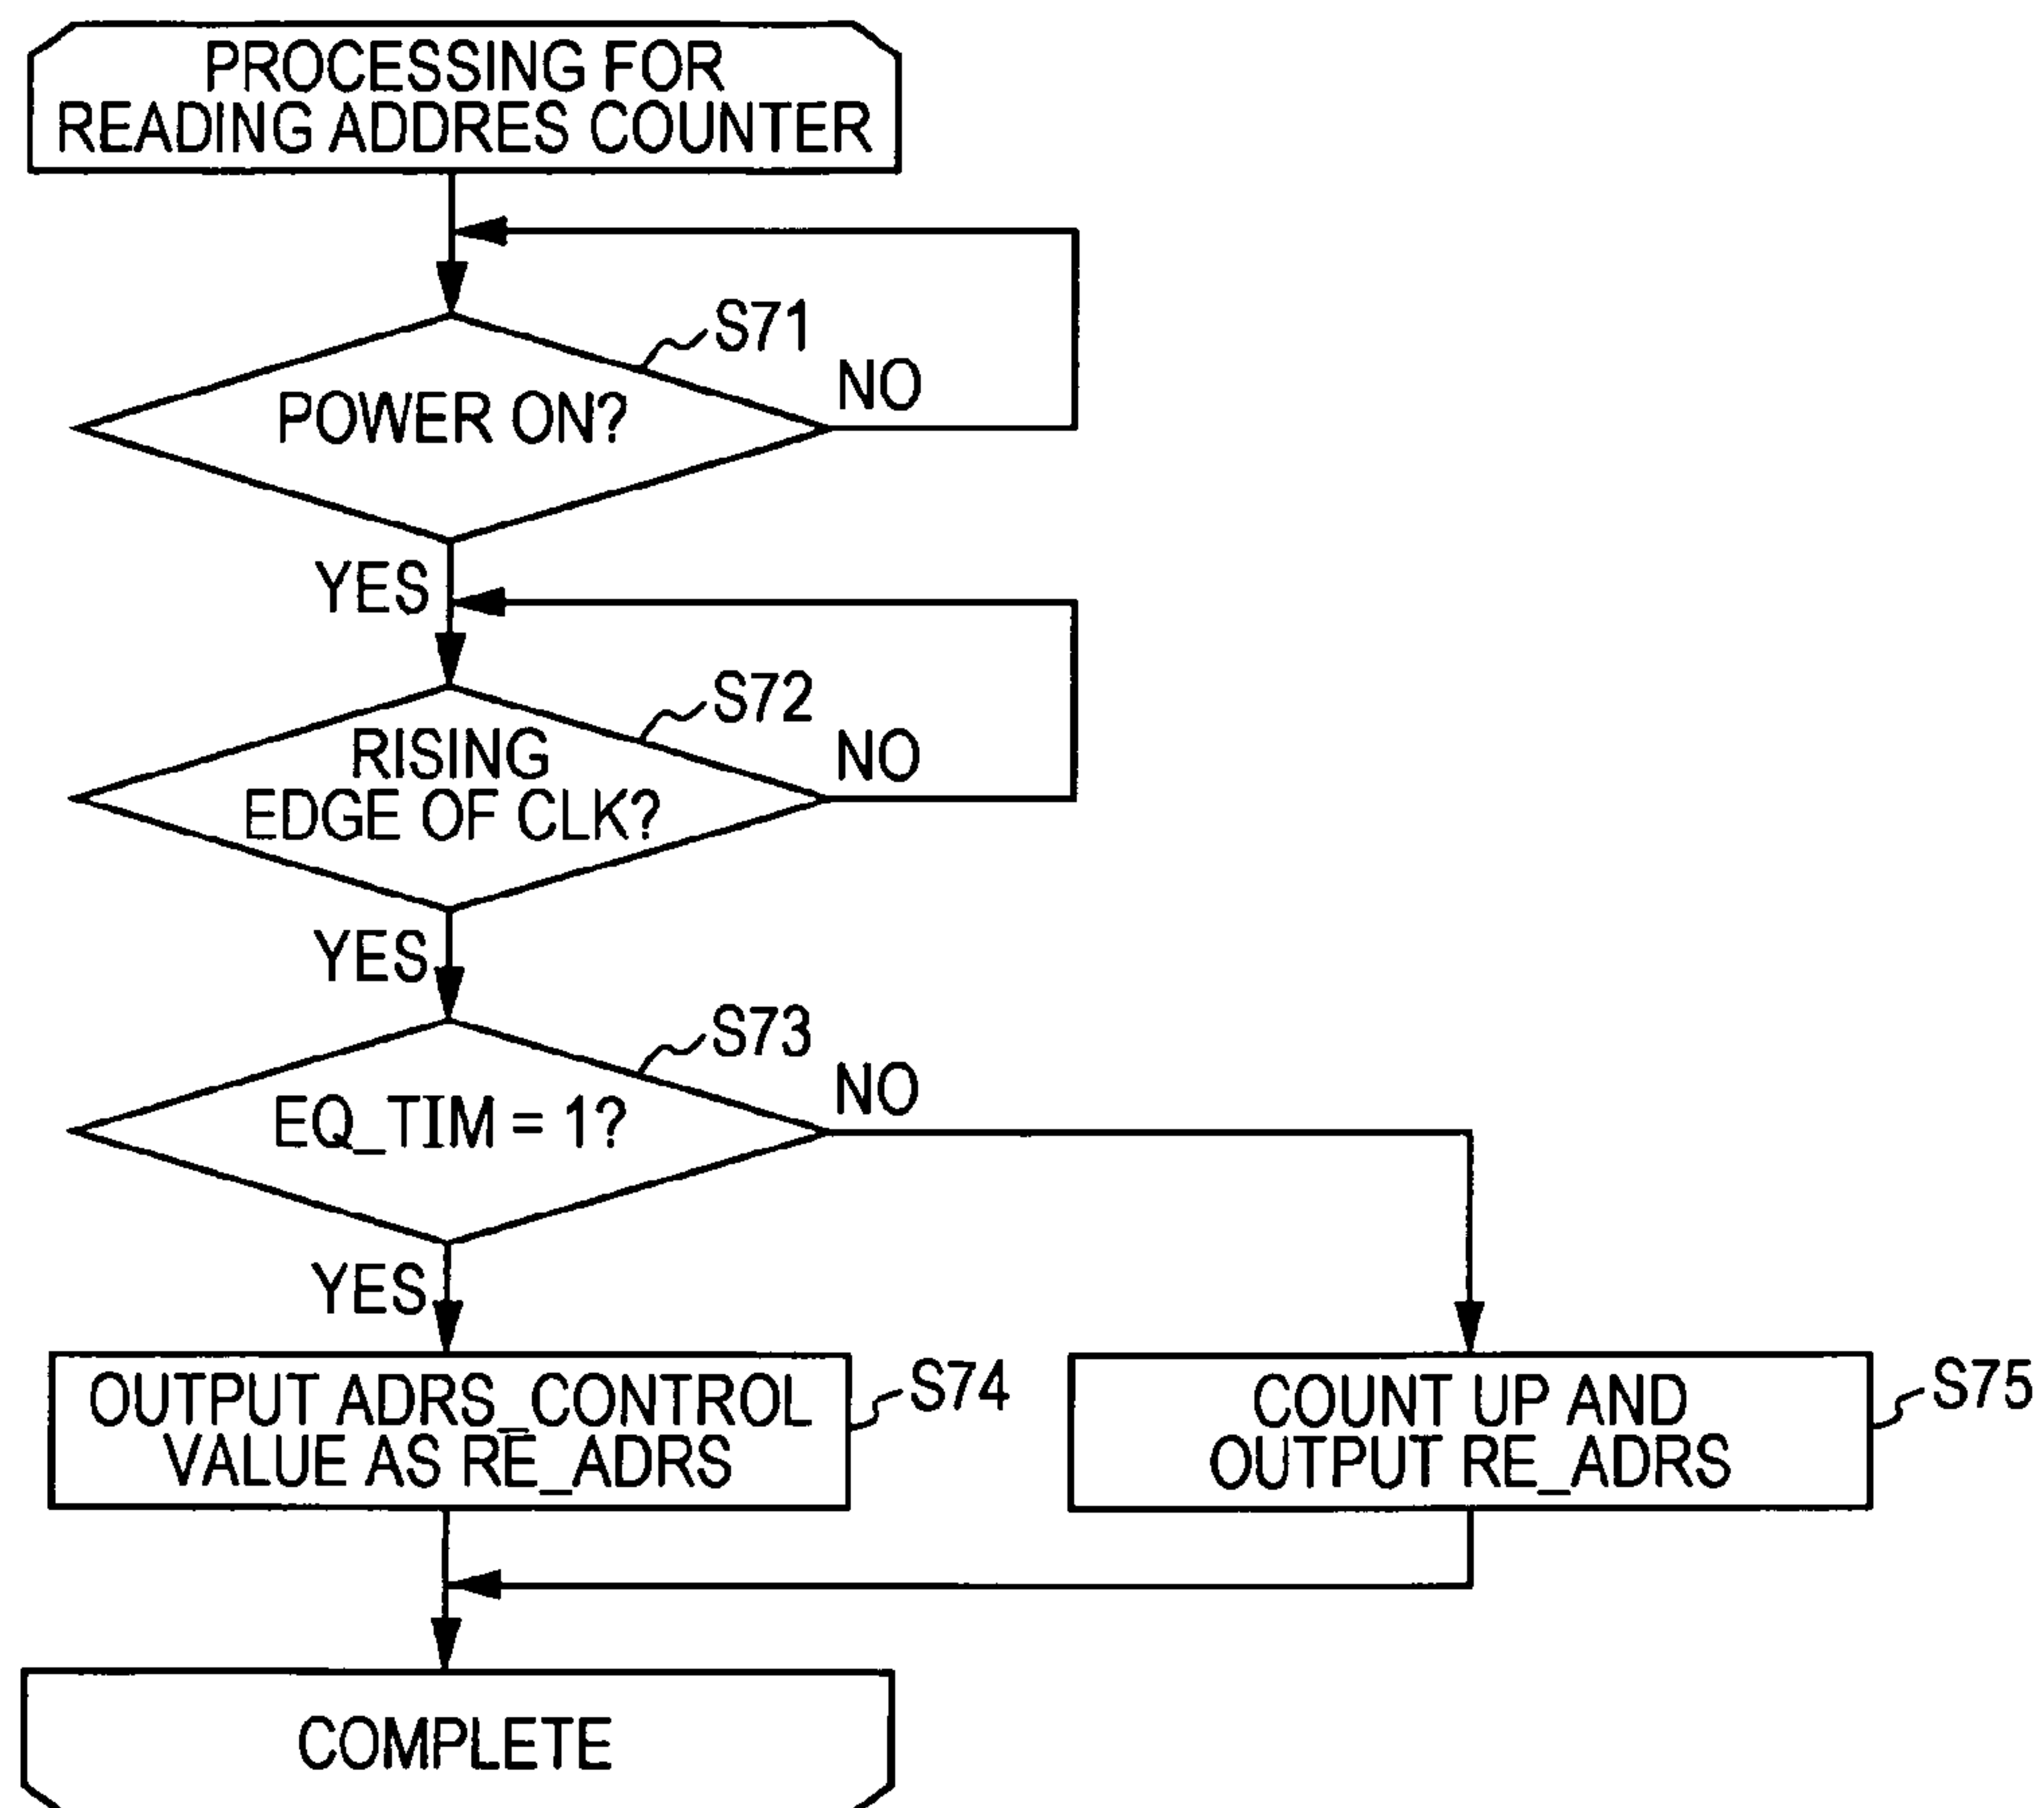 PROCESSING FOR
READING ADDRES COUNTER
S71
POWER ON?
NO
YES
S72
RISING
EDGE OF CLK?
NO
YES
S73
EQ_TIM = 1?
NO
YES
OUTPUT ADRS_CONTROL
VALUE AS RE_ADRS
S74
COUNT UP AND
OUTPUT RE_ADRS
S75
COMPLETE